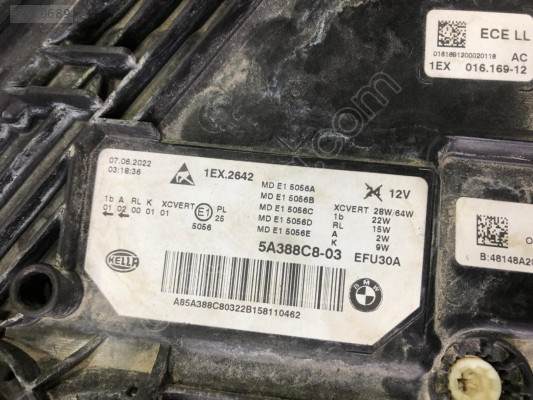 ECE LL
0161691200020118 AC
1EX 016.169-12
07.06.2022
03:18:36
1EX.2642
12V
MD E1 5056A
MD E1 5056B
MD E1 5056C
MD E1 5056D
MD E1 5056E
XCVERT 28W/64W
1b 22W
RL 15W
A 2W
K 9W
1b A RL K XCVERT E1 PL
01 02 00 01 01 25
5056
5A388C8-03 EFU30A
HELLA
BMW
A85A388C80322B158110462